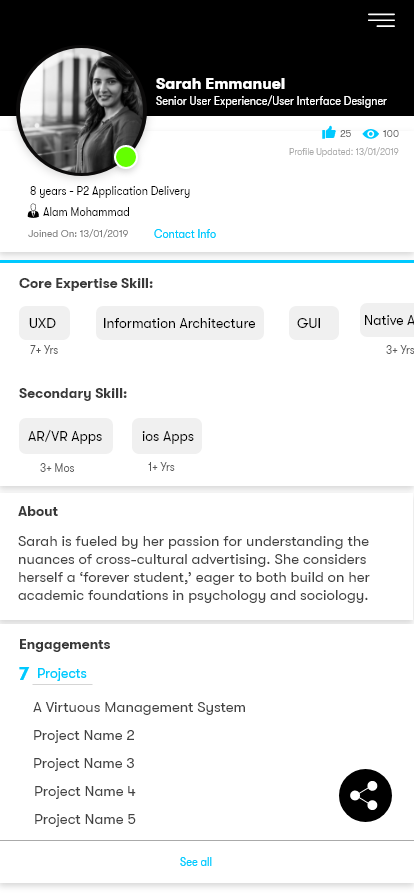 Sarah Emmanuel
Senior User Experience/User Interface Designer
25 100
Profile Updated: 13/01/2019
8 years - P2 Application Delivery
Alam Mohammad
Joined On: 13/01/2019 Contact Info
Core Expertise Skill:
UXD Information Architecture GUI Native A
7+ Yrs 3+ Yrs
Secondary Skill:
AR/VR Apps ios Apps
3+ Mos 1+ Yrs
About
Sarah is fueled by her passion for understanding the
nuances of cross-cultural advertising. She considers
herself a ‘forever student,’ eager to both build on her
academic foundations in psychology and sociology.
Engagements
7 Projects
A Virtuous Management System
Project Name 2
Project Name 3
Project Name 4
Project Name 5
See all